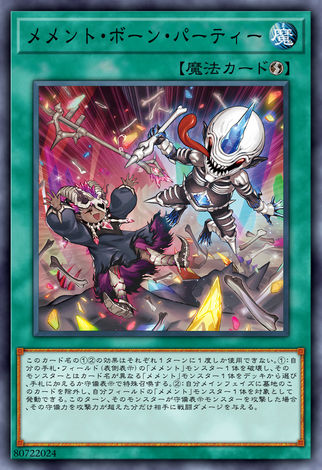 メメント・ボーン・パーティー
魔
【魔法カード】
このカード名の①②の効果はそれぞれ1ターンに1度しか使用できない。①:自
分の手札・フィールド(表側表示)の「メメント」モンスター1体を破壊し、その
モンスターとはカード名が異なる「メメント」モンスター1体をデッキから選び、
手札に加えるか守備表示で特殊召喚する。②:自分メインフェイズに墓地のこ
のカードを除外し、自分フィールドの「メメント」モンスター1体を対象として
発動できる。このターン、そのモンスターが守備表示モンスターを攻撃した場合、
その守備力を攻撃力が超えた分だけ相手に戦闘ダメージを与える。
80722024